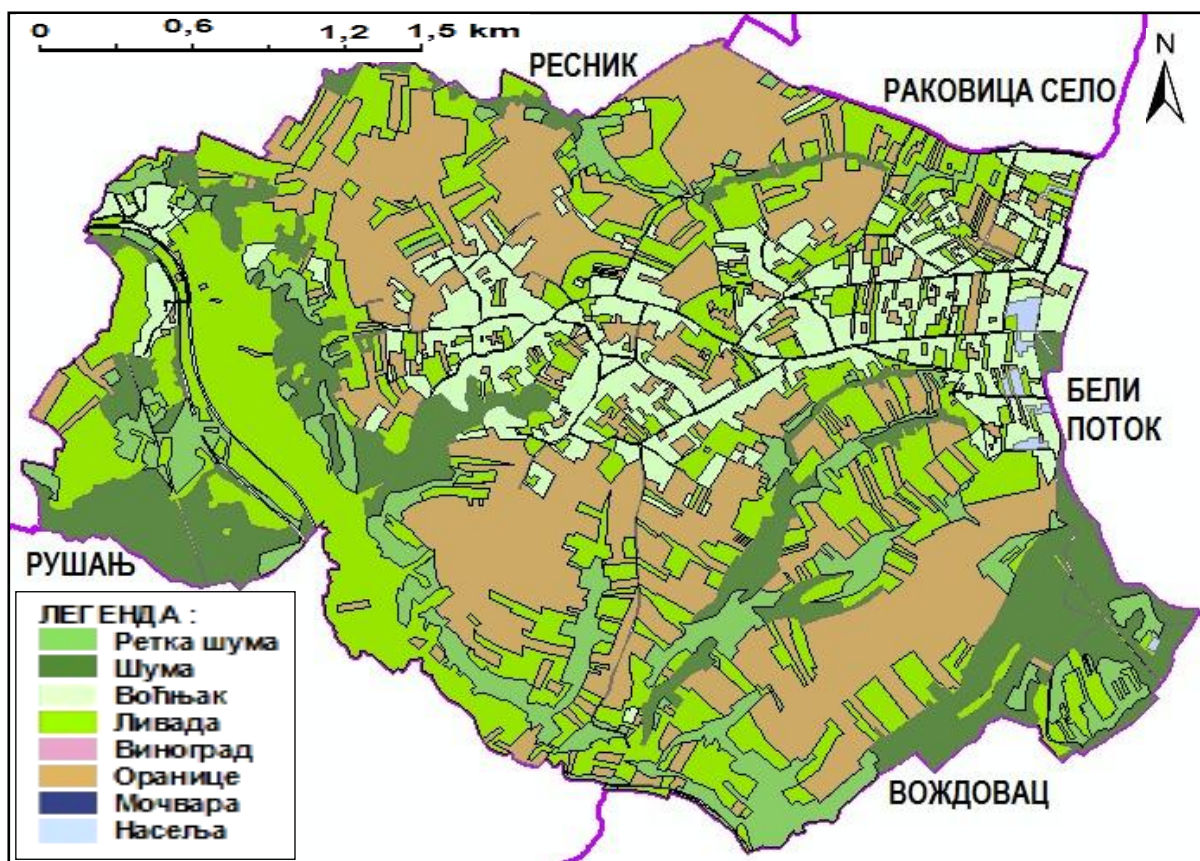 0 0,6 1,2 1,5 km
N
РЕСНИК
РАКОВИЦА СЕЛО
БЕЛИ
ПОТОК
РУШАЊ
ВОЖДОВАЦ
ЛЕГЕНДА :
Ретка шума
Шума
Воћњак
Ливада
Виноград
Оранице
Мочвара
Насеља